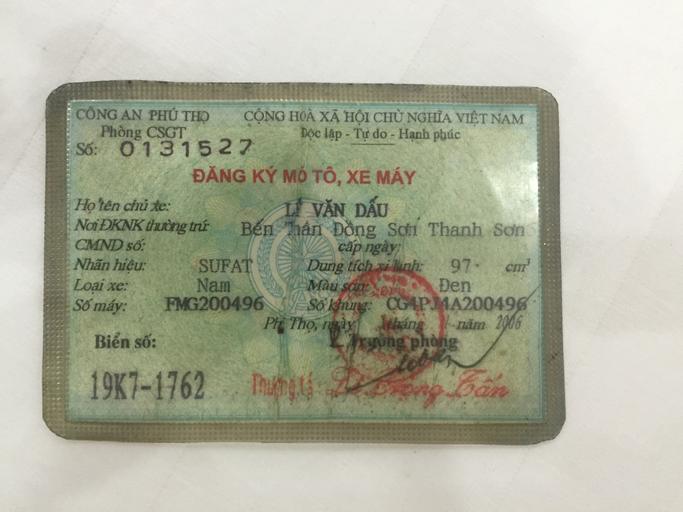 CÔNG AN PHÚ THỌ CỘNG HÒA XÃ HỘI CHỦ NGHĨA VIỆT NAM
Phòng CSGT Độc lập - Tự do - Hạnh phúc
Số: 0131527
ĐĂNG KÝ MÔ TÔ, XE MÁY
Họ tên chủ xe: VĂN DẤU
Nơi ĐKNK thường trú: Bến Thân Đồng Sơn Thanh Sơn
CMND số: cấp ngày:
Nhãn hiệu: SUFAT Dung tích xi lanh: 97 cm³
Loại xe: Nam Màu sơn: Đen
Số máy: FMG200496 Số khung: CG4PJ4A200496
Phú Thọ, ngày tháng năm 2006
Biển số: Trưởng phòng
19K7-1762 Thượng tá